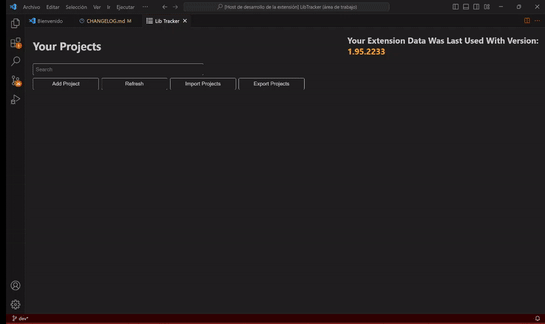 Archivo Editar Selección Ver Ir Ejecutar ··· [Host de desarrollo de la extensión] LibTracker (área de trabajo)
Bienvenido CHANGELOG.md M Lib Tracker
Your Projects
Your Extension Data Was Last Used With Version:
1.95.2233
Search
Add Project Refresh Import Projects Export Projects
dev*